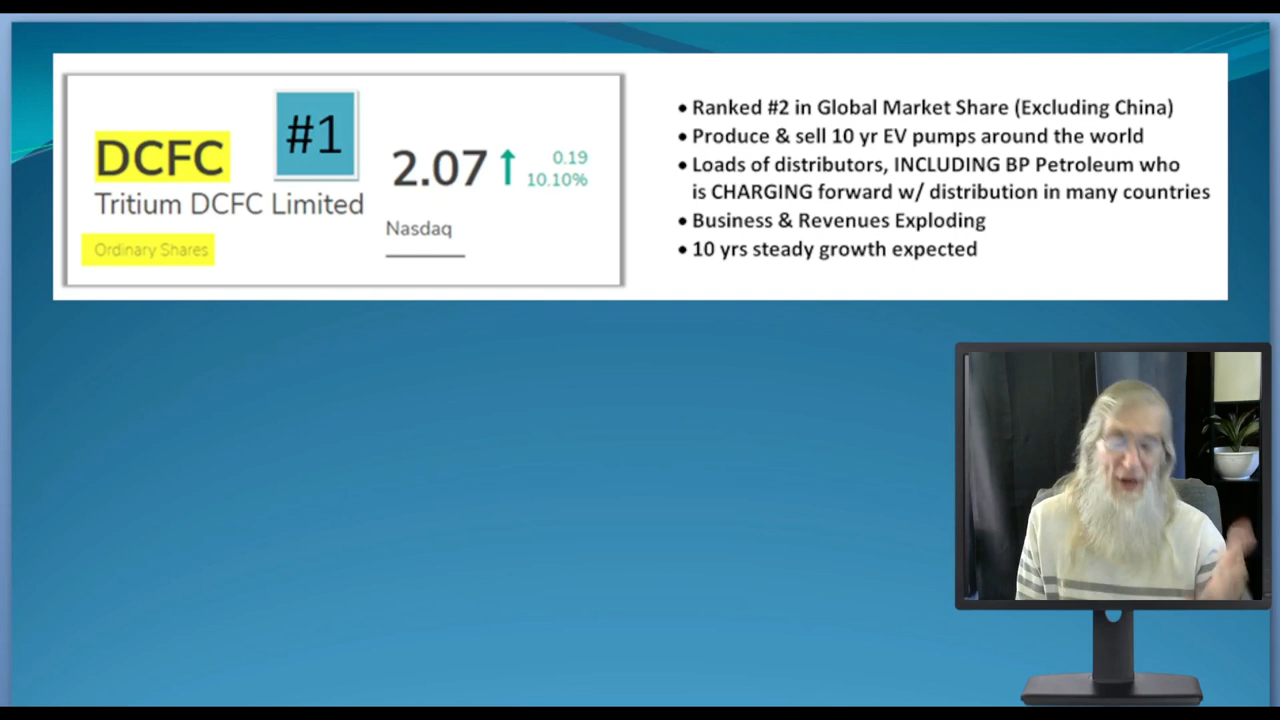 DCFC
#1
Tritium DCFC Limited
Ordinary Shares
2.07
0.19
10.10%
Nasdaq
• Ranked #2 in Global Market Share (Excluding China)
• Produce & sell 10 yr EV pumps around the world
• Loads of distributors, INCLUDING BP Petroleum who
is CHARGING forward w/ distribution in many countries
• Business & Revenues Exploding
• 10 yrs steady growth expected